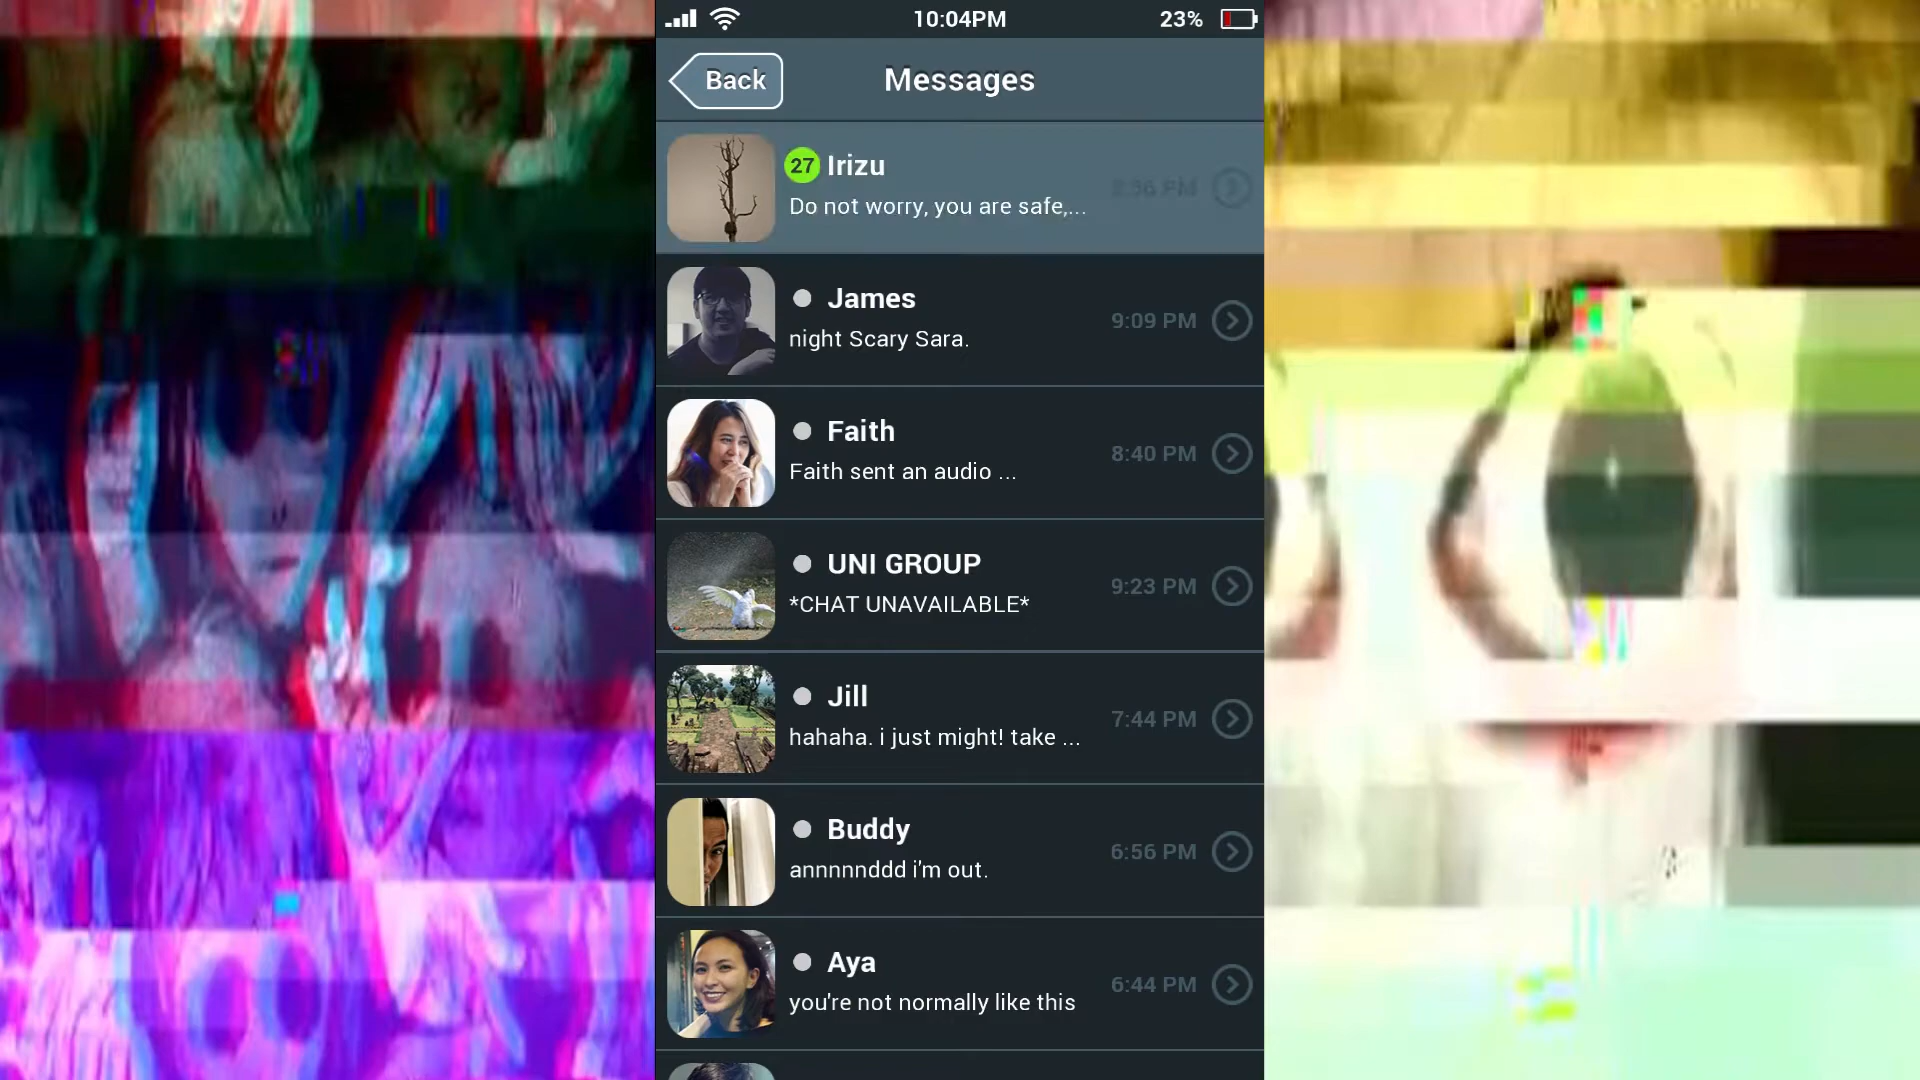 10:04PM
23%
Back
Messages
27 Irizu
Do not worry, you are safe,...
James
night Scary Sara.
9:09 PM
Faith
Faith sent an audio ...
8:40 PM
UNI GROUP
*CHAT UNAVAILABLE*
9:23 PM
Jill
hahaha. i just might! take ...
7:44 PM
Buddy
annnnnddd i'm out.
6:56 PM
Aya
you're not normally like this
6:44 PM